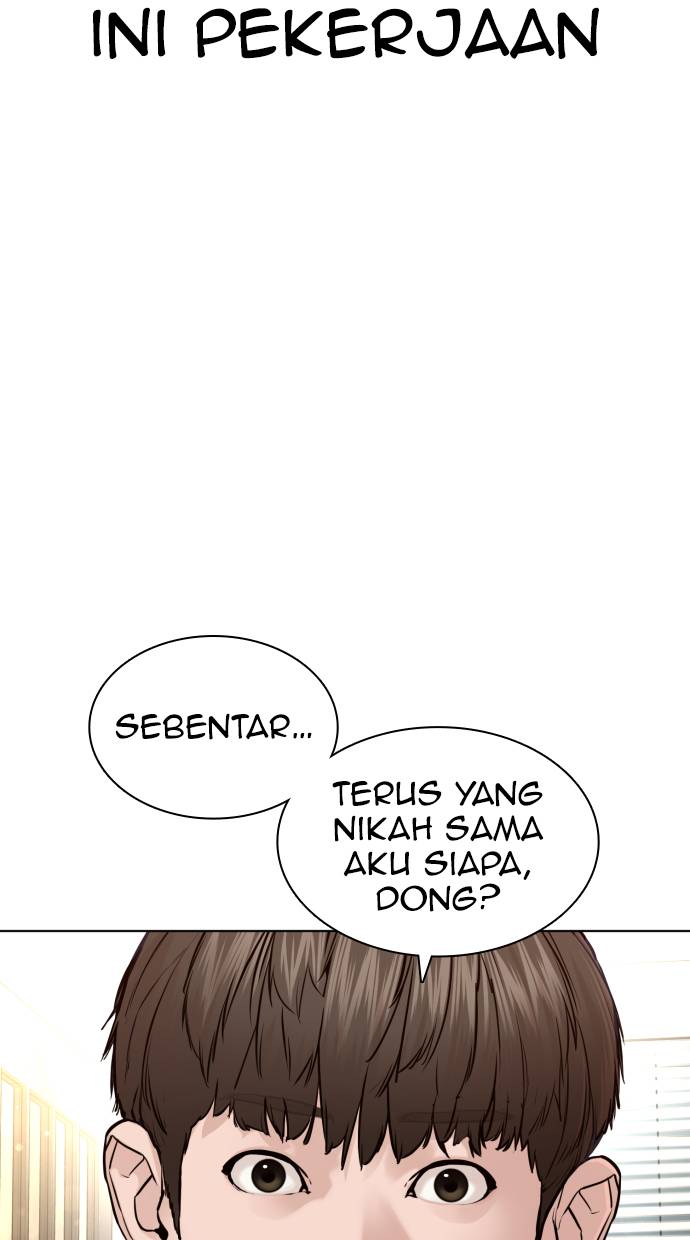 INI PEKERJAAN
SEBENTAR...
TERUS YANG
NIKAH SAMA
AKU SIAPA,
DONG?